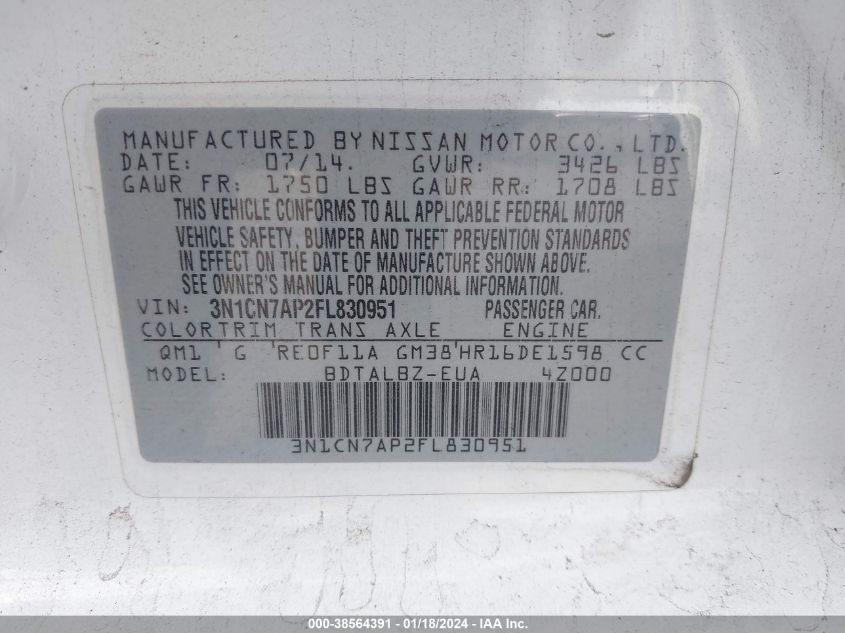 MANUFACTURED BY NISSAN MOTOR CO., LTD.
DATE: 07/14. GVWR: 3426 LBS
GAWR FR: 1750 LBS GAWR RR: 1708 LBS
THIS VEHICLE CONFORMS TO ALL APPLICABLE FEDERAL MOTOR
VEHICLE SAFETY, BUMPER AND THEFT PREVENTION STANDARDS
IN EFFECT ON THE DATE OF MANUFACTURE SHOWN ABOVE.
SEE OWNER'S MANUAL FOR ADDITIONAL INFORMATION.
VIN: 3N1CN7AP2FL830951 PASSENGER CAR.
COLOR TRIM TRANS AXLE ENGINE
QM1 G RE0F11A GM38 HR16DE1598 CC
MODEL: BDTALBZ-EUA 4Z000
3N1CN7AP2FL830951
000-38564391 - 01/18/2024 - IAA Inc.